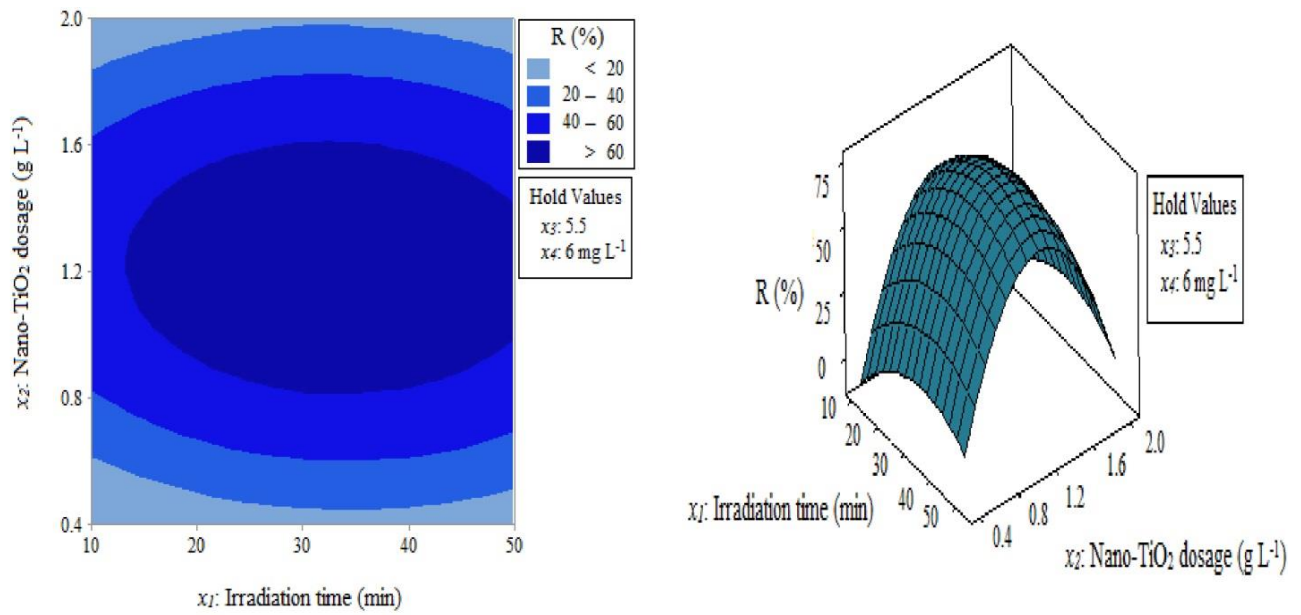 2.0
1.6
1.2
0.8
0.4
x₂: Nano-TiO₂ dosage (g L⁻¹)
10
20
30
40
50
x₁: Irradiation time (min)
R (%)
< 20
20 – 40
40 – 60
> 60
Hold Values
x₃: 5.5
x₄: 6 mg L⁻¹
75
50
25
0
R (%)
10
20
30
40
50
x₁: Irradiation time (min)
0.4
0.8
1.2
1.6
2.0
x₂: Nano-TiO₂ dosage (g L⁻¹)
Hold Values
x₃: 5.5
x₄: 6 mg L⁻¹